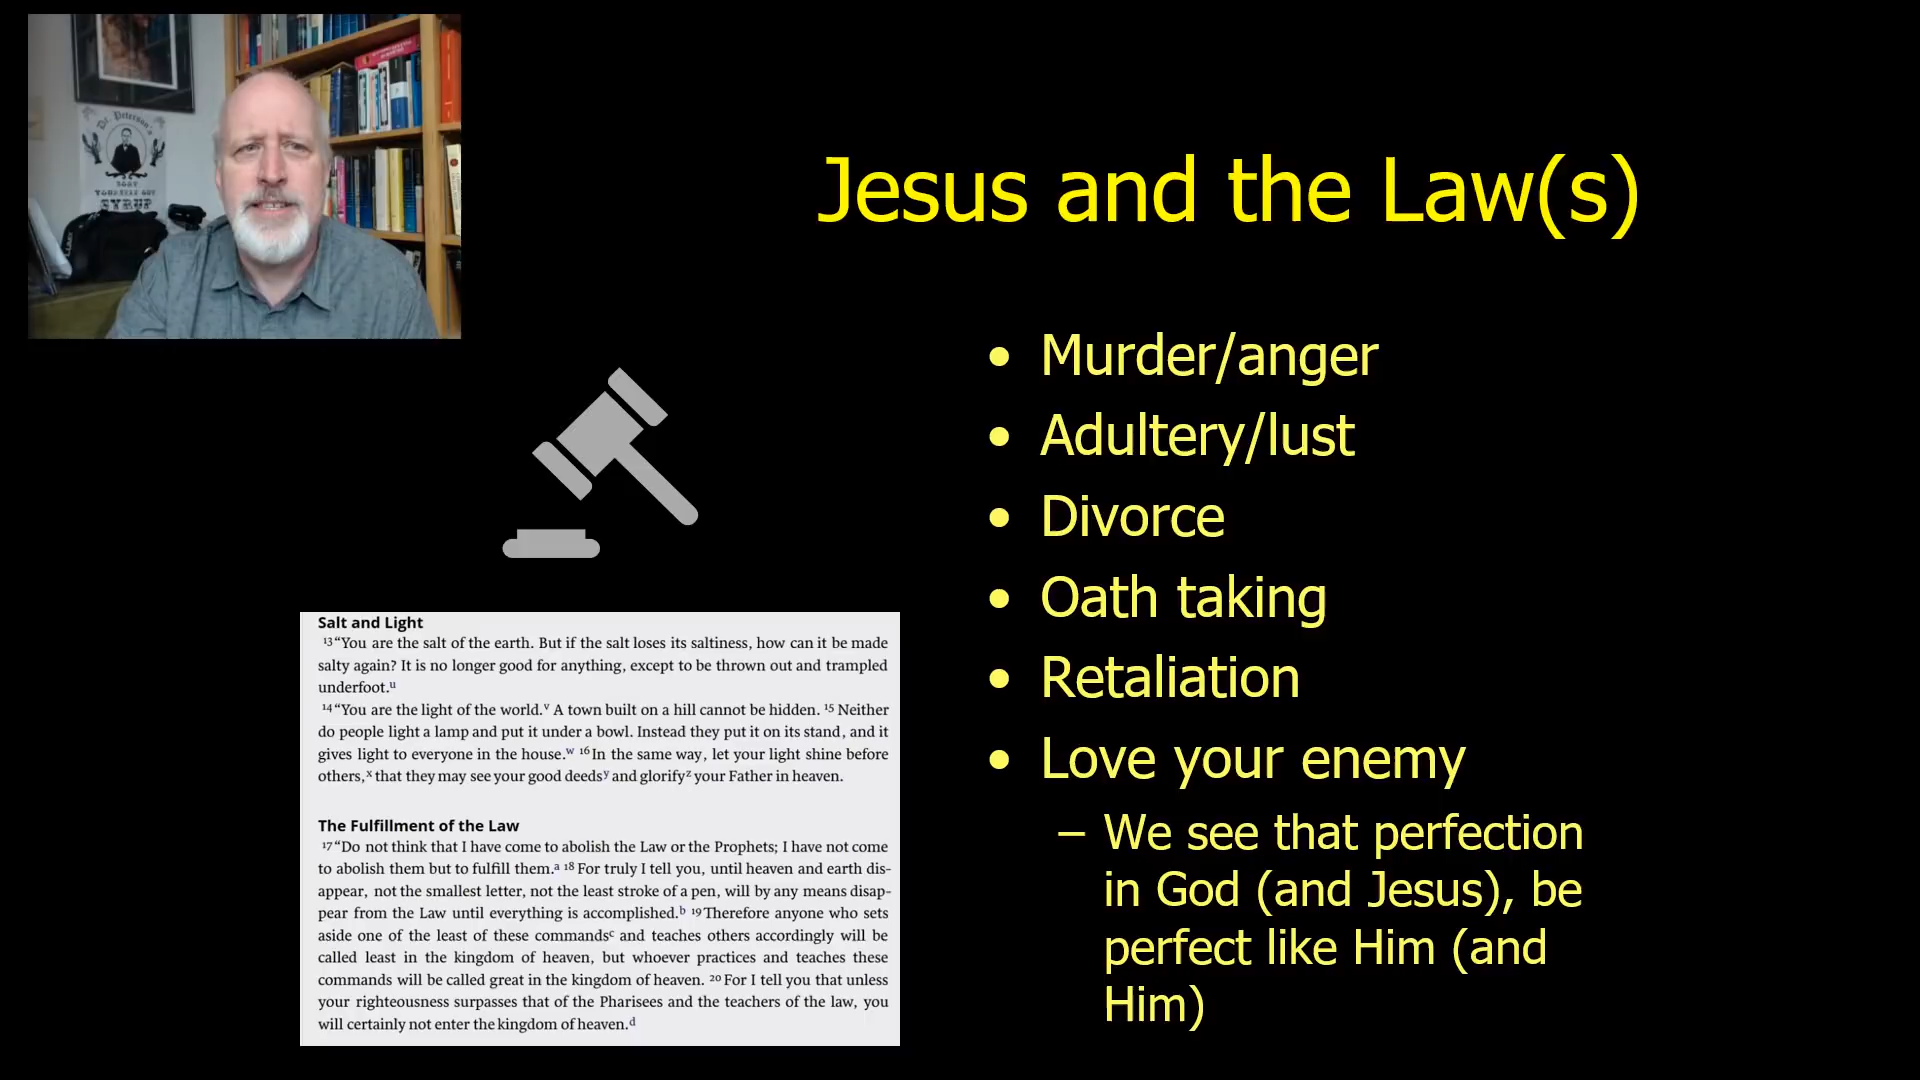 Dr. Peterson's
SYRUP
Jesus and the Law(s)
• Murder/anger
• Adultery/lust
• Divorce
• Oath taking
• Retaliation
• Love your enemy
– We see that perfection
in God (and Jesus), be
perfect like Him (and
Him)
Salt and Light
13“You are the salt of the earth. But if the salt loses its saltiness, how can it be made
salty again? It is no longer good for anything, except to be thrown out and trampled
underfoot.u
14“You are the light of the world.v A town built on a hill cannot be hidden. 15 Neither
do people light a lamp and put it under a bowl. Instead they put it on its stand, and it
gives light to everyone in the house.w 16In the same way, let your light shine before
others,x that they may see your good deedsy and glorifyz your Father in heaven.
The Fulfillment of the Law
17“Do not think that I have come to abolish the Law or the Prophets; I have not come
to abolish them but to fulfill them.a 18 For truly I tell you, until heaven and earth dis-
appear, not the smallest letter, not the least stroke of a pen, will by any means disap-
pear from the Law until everything is accomplished.b 19Therefore anyone who sets
aside one of the least of these commandsc and teaches others accordingly will be
called least in the kingdom of heaven, but whoever practices and teaches these
commands will be called great in the kingdom of heaven. 20 For I tell you that unless
your righteousness surpasses that of the Pharisees and the teachers of the law, you
will certainly not enter the kingdom of heaven.d